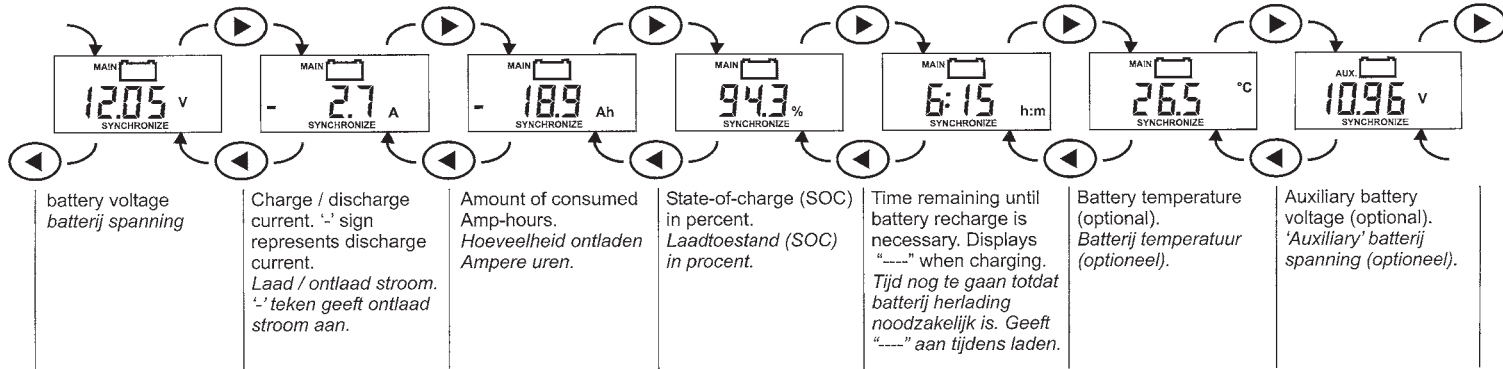 MAIN
12.05 V
SYNCHRONIZE
MAIN
- 2.7 A
SYNCHRONIZE
MAIN
- 18.9 Ah
SYNCHRONIZE
MAIN
94.3 %
SYNCHRONIZE
MAIN
6:15 h:m
SYNCHRONIZE
MAIN
26.5 °C
SYNCHRONIZE
AUX.
10.96 V
SYNCHRONIZE
battery voltage
batterij spanning
Charge / discharge
current. ‘-’ sign
represents discharge
current.
Laad / ontlaad stroom.
‘-’ teken geeft ontlaad
stroom aan.
Amount of consumed
Amp-hours.
Hoeveelheid ontladen
Ampere uren.
State-of-charge (SOC)
in percent.
Laadtoestand (SOC)
in procent.
Time remaining until
battery recharge is
necessary. Displays
“----” when charging.
Tijd nog te gaan totdat
batterij herlading
noodzakelijk is. Geeft
“----” aan tijdens laden.
Battery temperature
(optional).
Batterij temperatuur
(optioneel).
Auxiliary battery
voltage (optional).
‘Auxiliary’ batterij
spanning (optioneel).